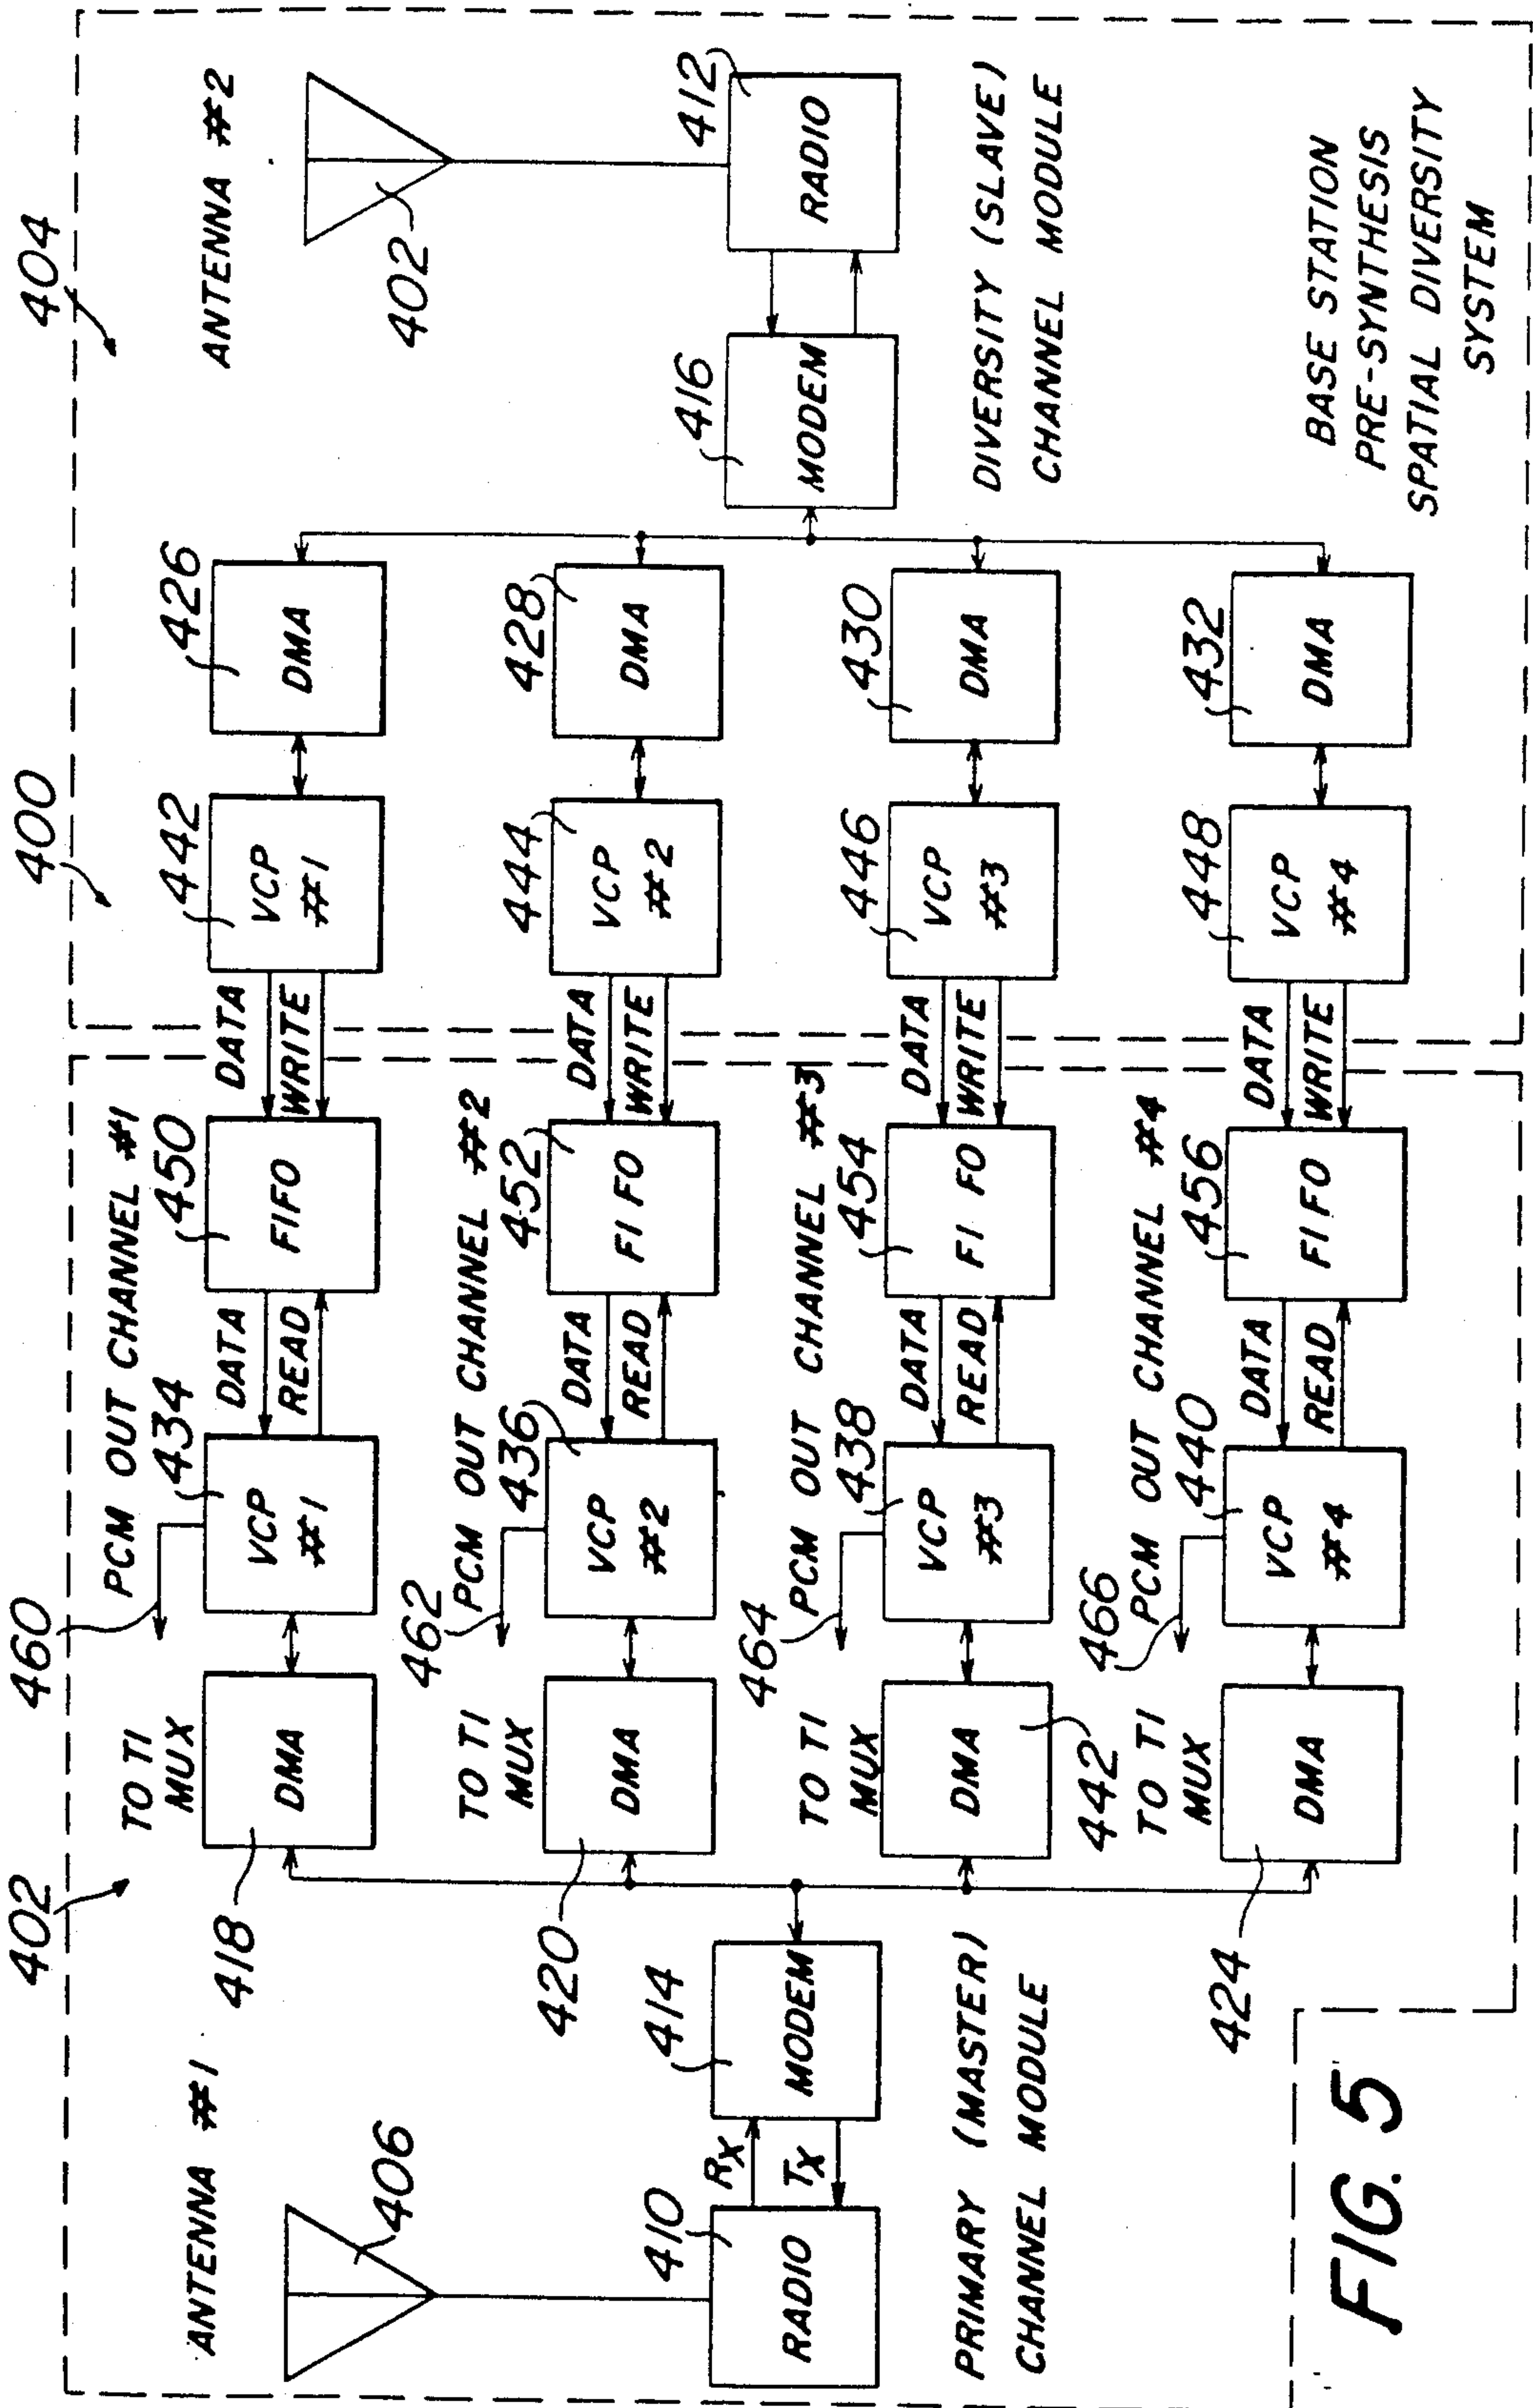 402
460
400
404
ANTENNA #1
406
418
TO T1
MUX
DMA
PCM OUT CHANNEL #1
434
VCP
#1
DATA
READ
450
FIFO
DATA
WRITE
442
VCP
#1
426
DMA
ANTENNA #2
402
420
TO T1
MUX
DMA
462
PCM OUT CHANNEL #2
436
VCP
#2
DATA
READ
452
FIFO
DATA
WRITE
444
VCP
#2
428
DMA
410
RADIO
RX
TX
414
MODEM
416
MODEM
412
RADIO
TO T1
MUX
DMA
442
464
PCM OUT CHANNEL #3
438
VCP
#3
DATA
READ
454
FIFO
DATA
WRITE
446
VCP
#3
430
DMA
PRIMARY (MASTER)
CHANNEL MODULE
DIVERSITY (SLAVE)
CHANNEL MODULE
424
TO T1
MUX
DMA
466
PCM OUT CHANNEL #4
440
VCP
#4
DATA
READ
456
FIFO
DATA
WRITE
448
VCP
#4
432
DMA
BASE STATION
PRE-SYNTHESIS
SPATIAL DIVERSITY
SYSTEM
FIG. 5